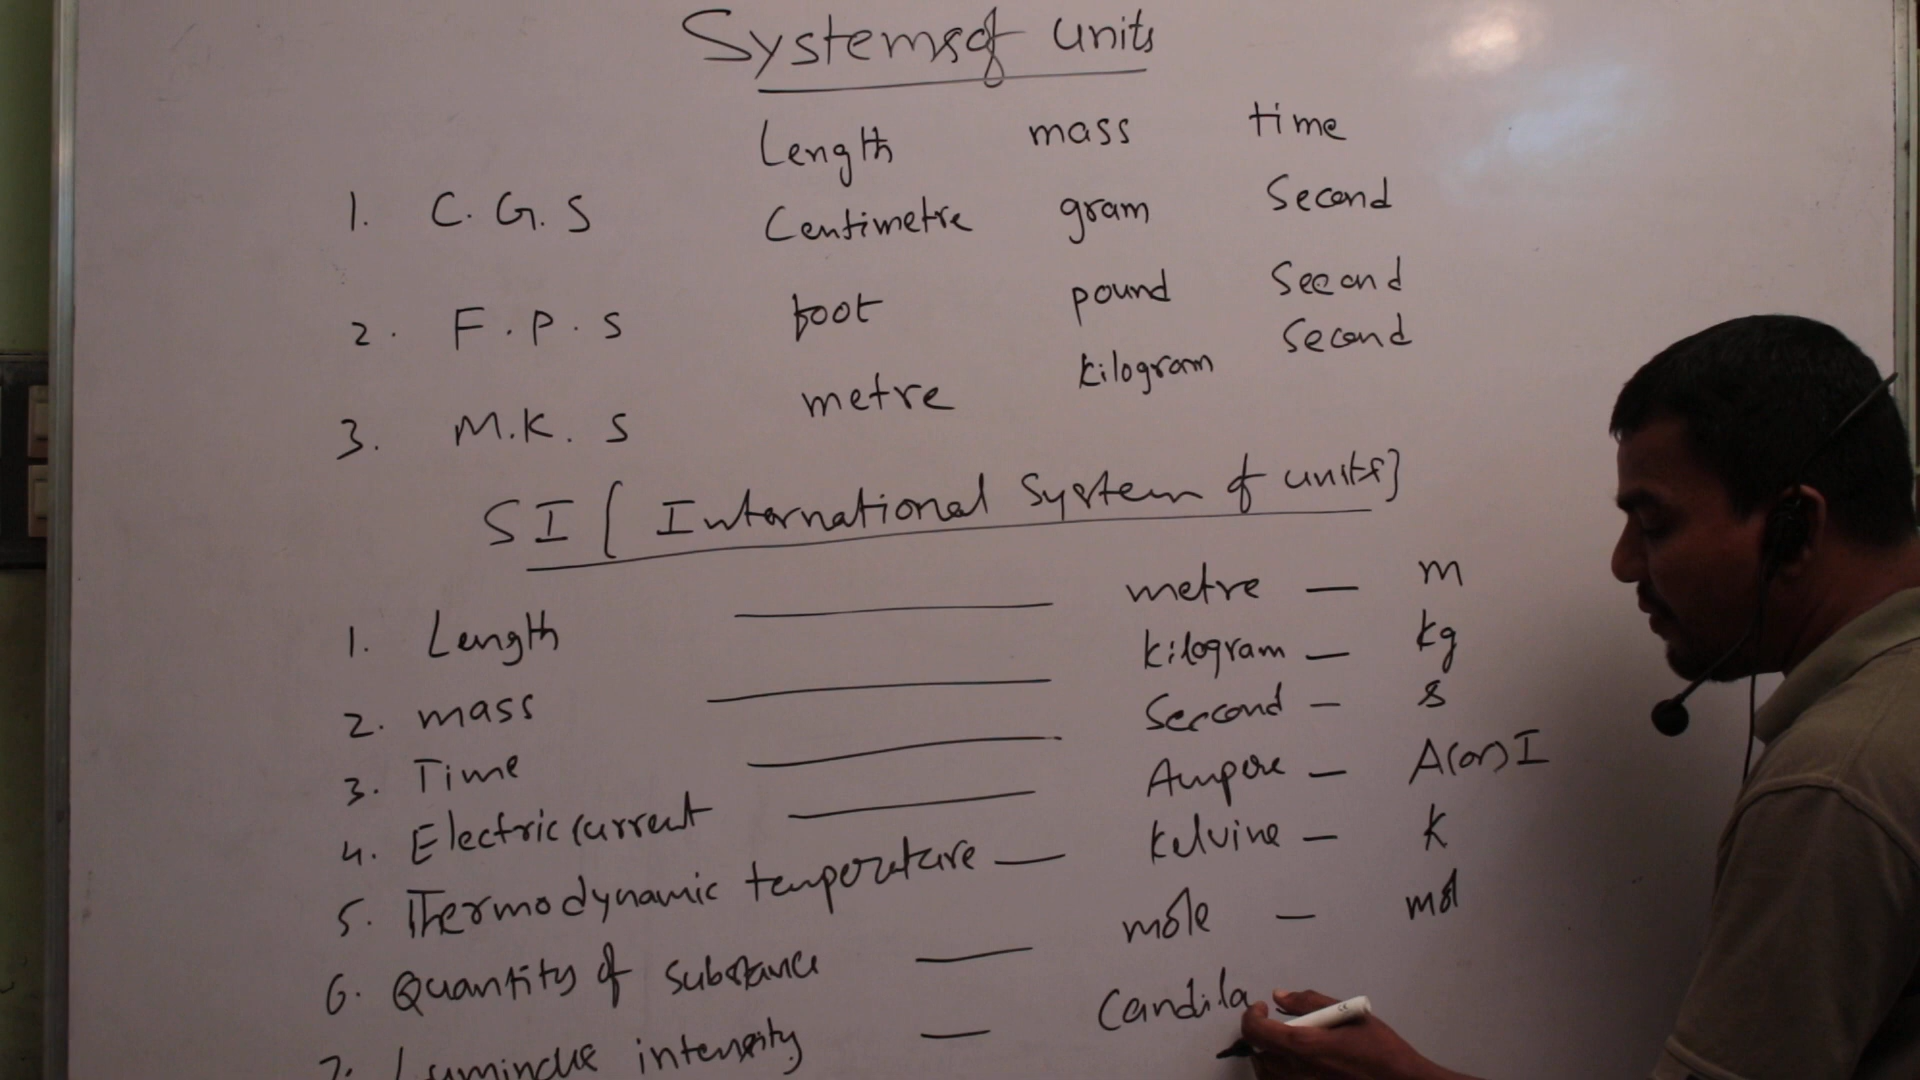 Systems of units
Length mass time
1. C. G. S Centimetre gram Second
2. F. P. S foot pound Second
3. M.K. S metre kilogram Second
SI [ International System of units]
1. Length — metre — m
2. mass — kilogram — kg
3. Time — Second — s
4. Electric current — Ampere — A(or) I
5. Thermodynamic temperature — kelvine — K
6. Quantity of substance — mole — mol
7. Luminous intensity — Candila